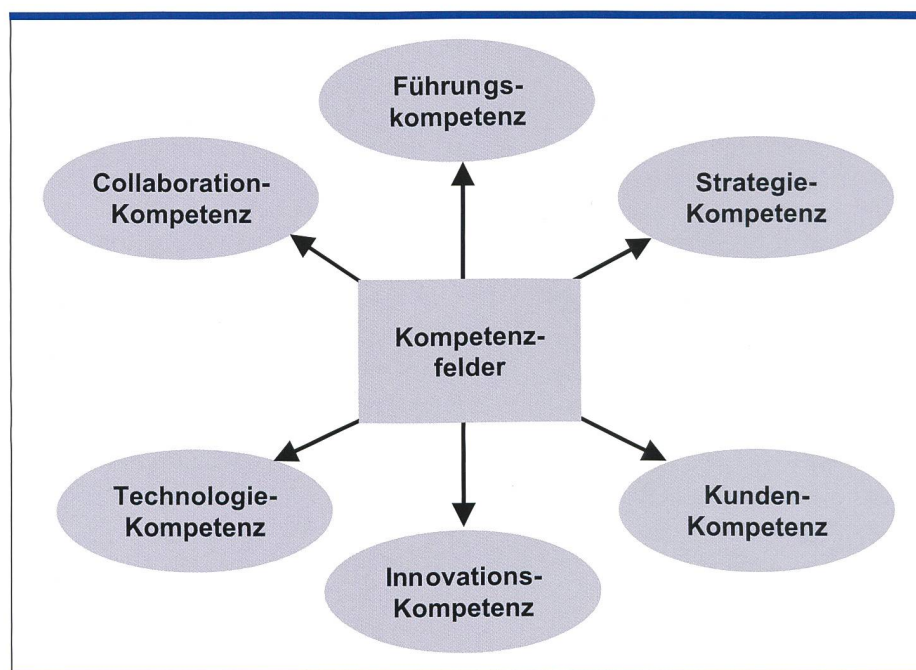 Führungs-
kompetenz
Collaboration-
Kompetenz
Strategie-
Kompetenz
Kompetenz-
felder
Technologie-
Kompetenz
Kunden-
Kompetenz
Innovations-
Kompetenz